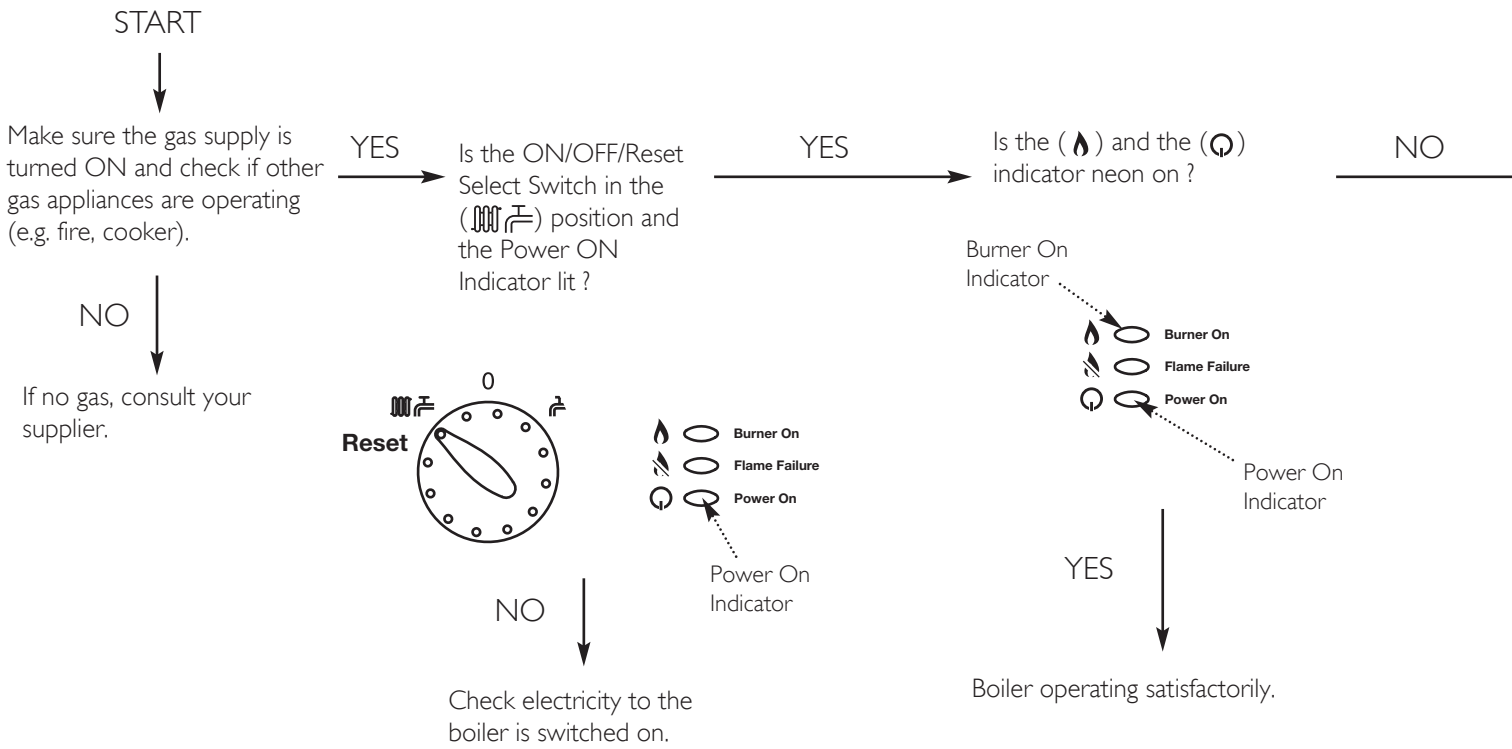 START
Make sure the gas supply is
turned ON and check if other
gas appliances are operating
(e.g. fire, cooker).
YES
NO
If no gas, consult your
supplier.
Is the ON/OFF/Reset
Select Switch in the
( ) position and
the Power ON
Indicator lit ?
YES
0
Reset
Burner On
Flame Failure
Power On
Power On
Indicator
NO
Check electricity to the
boiler is switched on.
Is the ( ) and the ( )
indicator neon on ?
NO
Burner On
Indicator
Burner On
Flame Failure
Power On
Power On
Indicator
YES
Boiler operating satisfactorily.